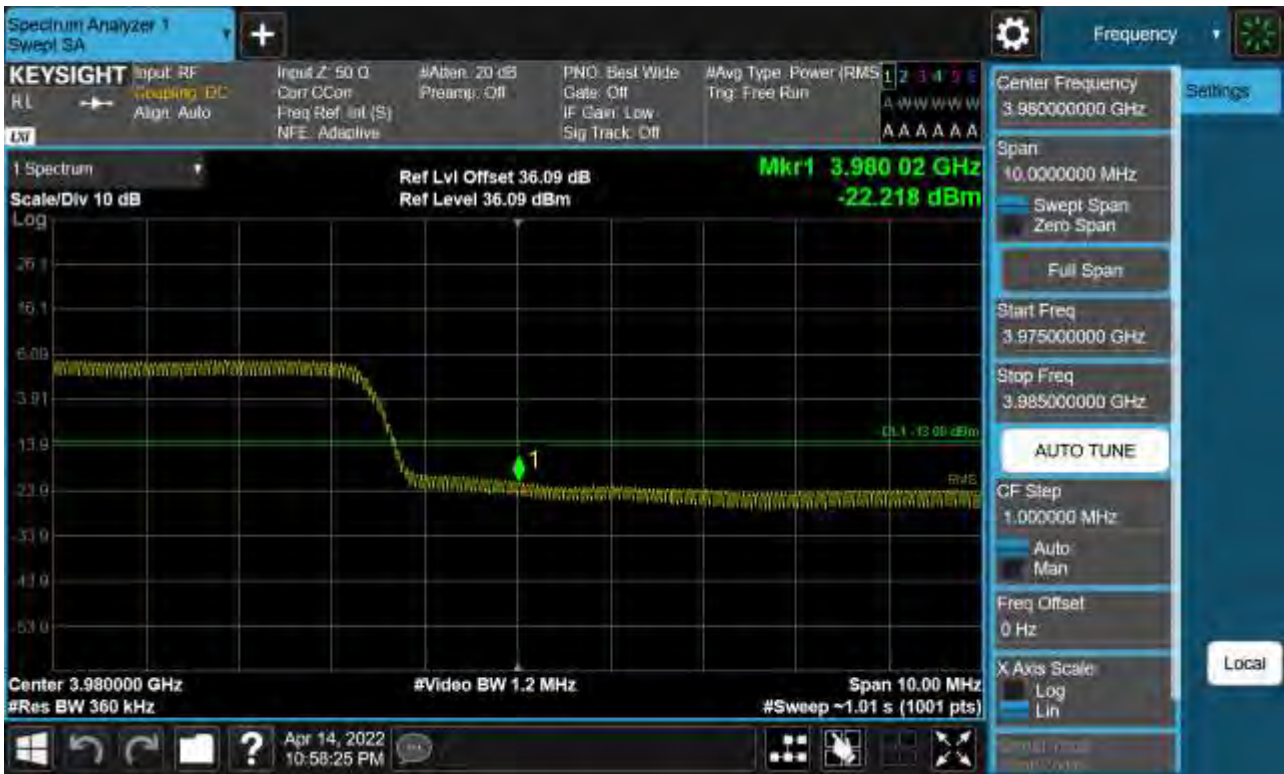 Spectrum Analyzer 1
Swept SA
Frequency
KEYSIGHT
RL
Input: RF
Coupling: DC
Align: Auto
Input Z: 50 Ω
Corr CCorr
Freq Ref: Int (S)
NFE: Adaptive
#Atten: 20 dB
Preamp: Off
PNO: Best Wide
Gate: Off
IF Gain: Low
Sig Track: Off
#Avg Type: Power (RMS
Trig: Free Run
1 2 3 4 5 6
A W W W W W
A A A A A A
LXI
1 Spectrum
Scale/Div 10 dB
Log
Ref Lvl Offset 36.09 dB
Ref Level 36.09 dBm
Mkr1 3.980 02 GHz
-22.218 dBm
26.1
16.1
6.09
-3.91
-13.9
-23.9
-33.9
-43.9
-53.9
DL1 -13.00 dBm
1
RMS
Center 3.980000 GHz
#Res BW 360 kHz
#Video BW 1.2 MHz
Span 10.00 MHz
#Sweep ~1.01 s (1001 pts)
Center Frequency
3.980000000 GHz
Settings
Span
10.0000000 MHz
Swept Span
Zero Span
Full Span
Start Freq
3.975000000 GHz
Stop Freq
3.985000000 GHz
AUTO TUNE
CF Step
1.000000 MHz
Auto
Man
Freq Offset
0 Hz
X Axis Scale
Log
Lin
Local
?
Apr 14, 2022
10:58:25 PM